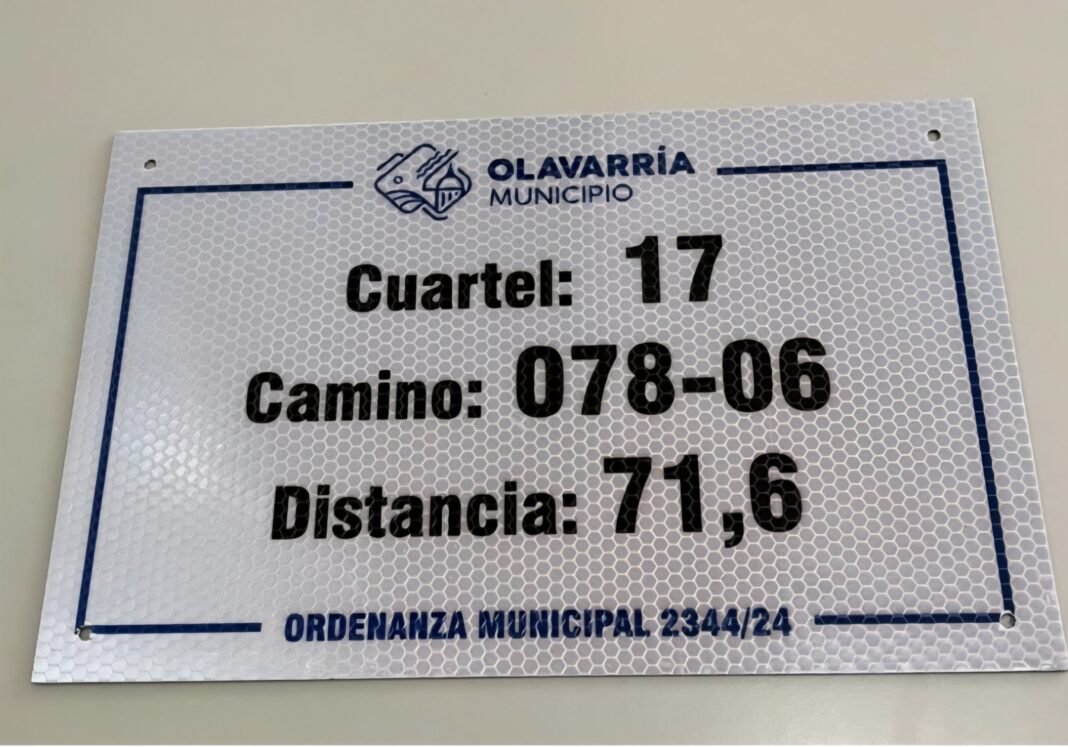 OLAVARRÍA
MUNICIPIO
Cuartel: 17
Camino: 078-06
Distancia: 71,6
ORDENANZA MUNICIPAL 2344/24